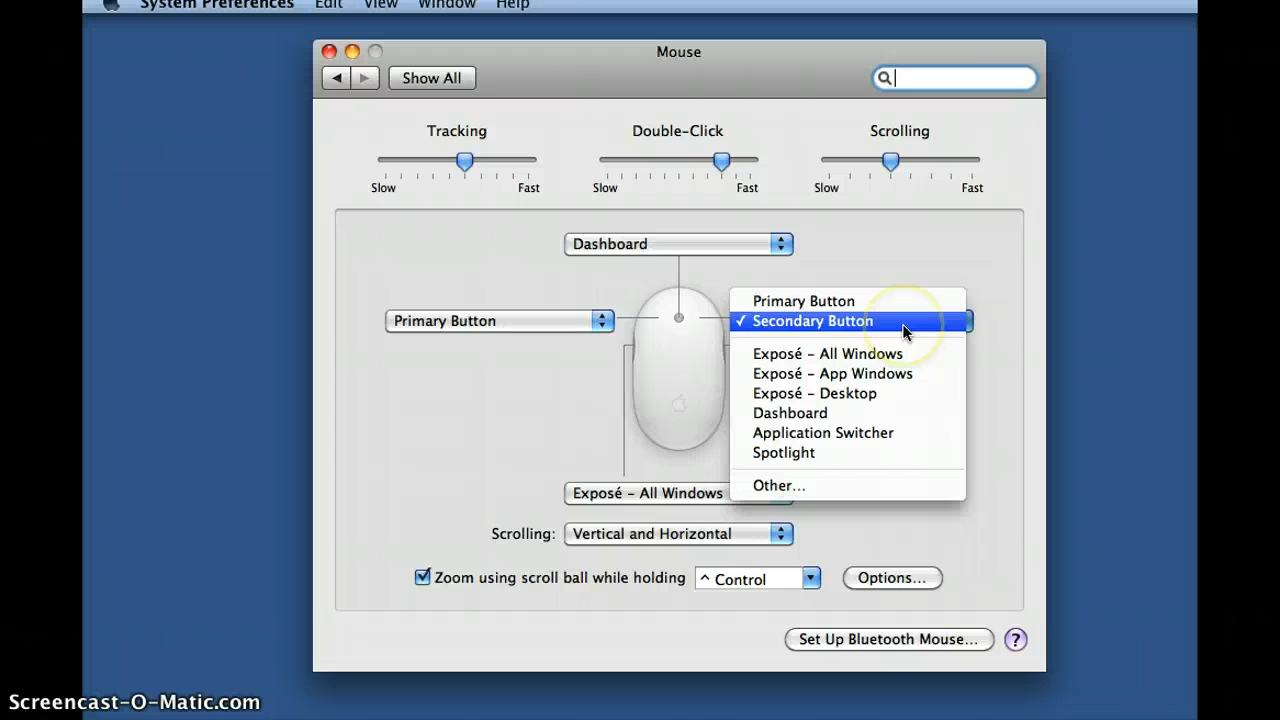 System Preferences Edit View Window Help
Mouse
Show All
Tracking Double-Click Scrolling
Slow Fast Slow Fast Slow Fast
Dashboard
Primary Button
Primary Button
✓ Secondary Button
Exposé – All Windows
Exposé – App Windows
Exposé – Desktop
Dashboard
Application Switcher
Spotlight
Other...
Exposé – All Windows
Scrolling: Vertical and Horizontal
Zoom using scroll ball while holding ^ Control Options...
Set Up Bluetooth Mouse... ?
Screencast-O-Matic.com